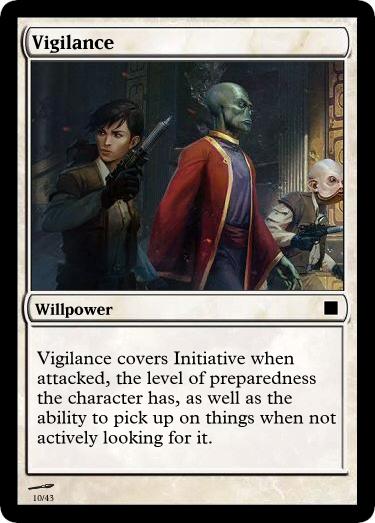 Vigilance
Willpower
Vigilance covers Initiative when
attacked, the level of preparedness
the character has, as well as the
ability to pick up on things when not
actively looking for it.
10/43